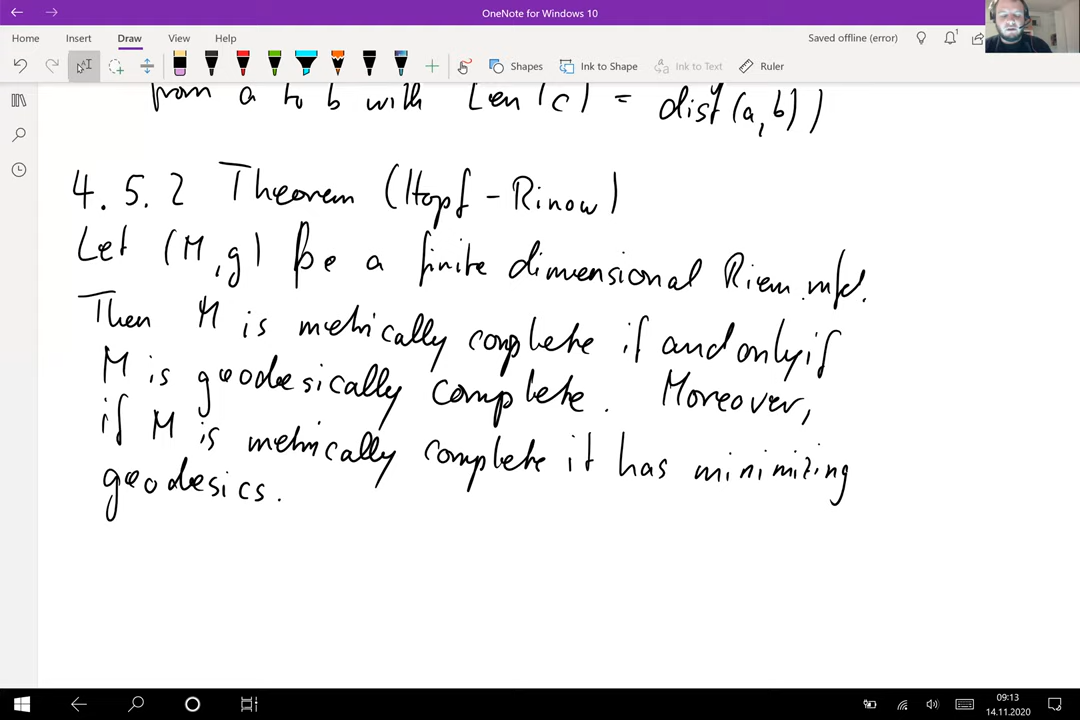 OneNote for Windows 10
Home Insert Draw View Help
Saved offline (error)
Shapes Ink to Shape Ink to Text Ruler
from a to b with Len(c) = dist(a,b))
4.5.2 Theorem (Hopf-Rinow)
Let (M,g) be a finite dimensional Riem. mfd.
Then M is metrically complete if and only if
M is geodesically complete. Moreover,
if M is metrically complete it has minimizing
geodesics.
09:13
14.11.2020